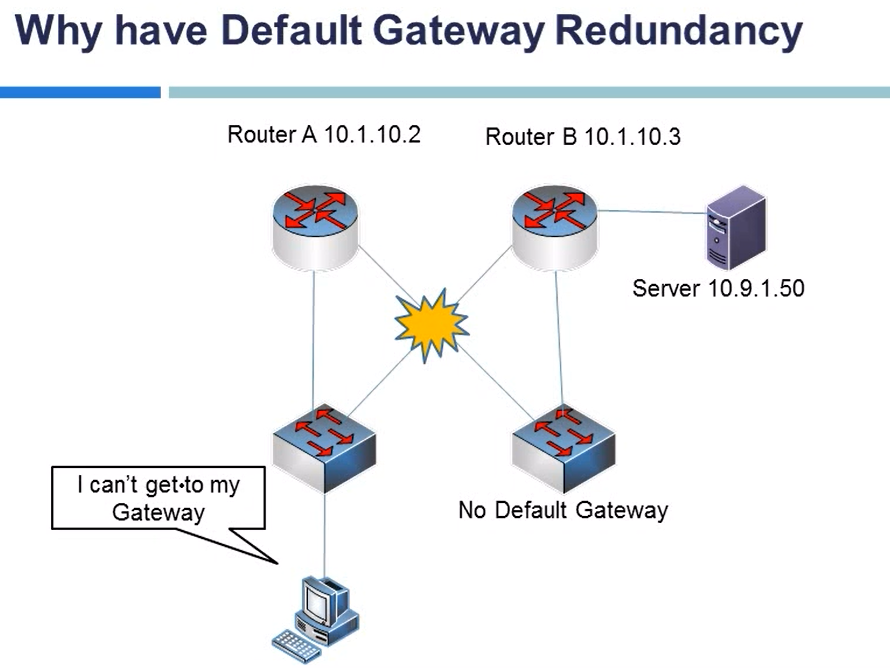 Why have Default Gateway Redundancy
Router A 10.1.10.2
Router B 10.1.10.3
Server 10.9.1.50
I can't get•to my
Gateway
No Default Gateway